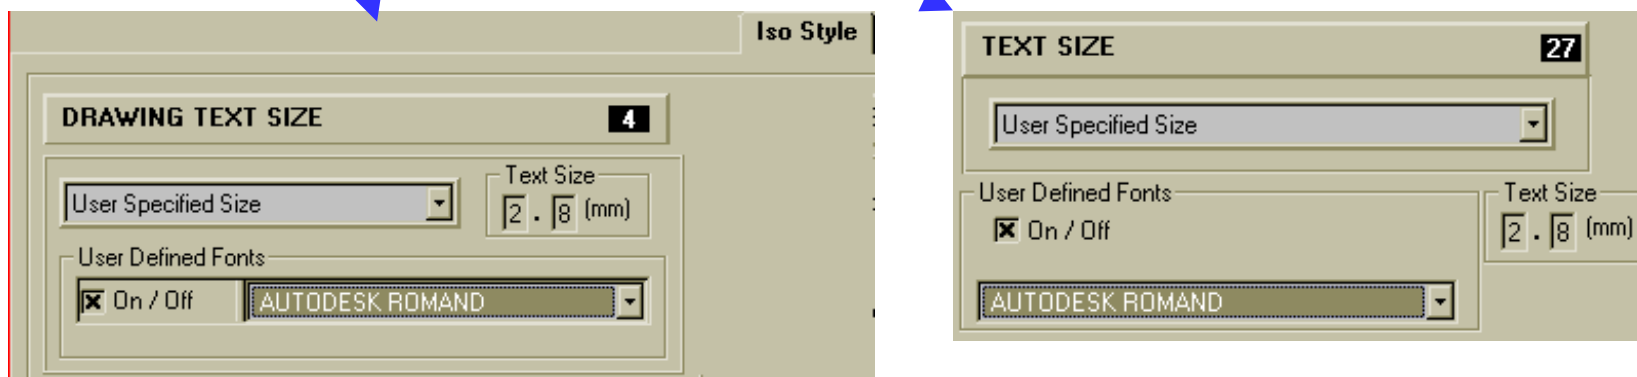 Iso Style
DRAWING TEXT SIZE 4
User Specified Size
Text Size
2 . 8 (mm)
User Defined Fonts
On / Off AUTODESK ROMAND
TEXT SIZE 27
User Specified Size
User Defined Fonts
On / Off
Text Size
2 . 8 (mm)
AUTODESK ROMAND